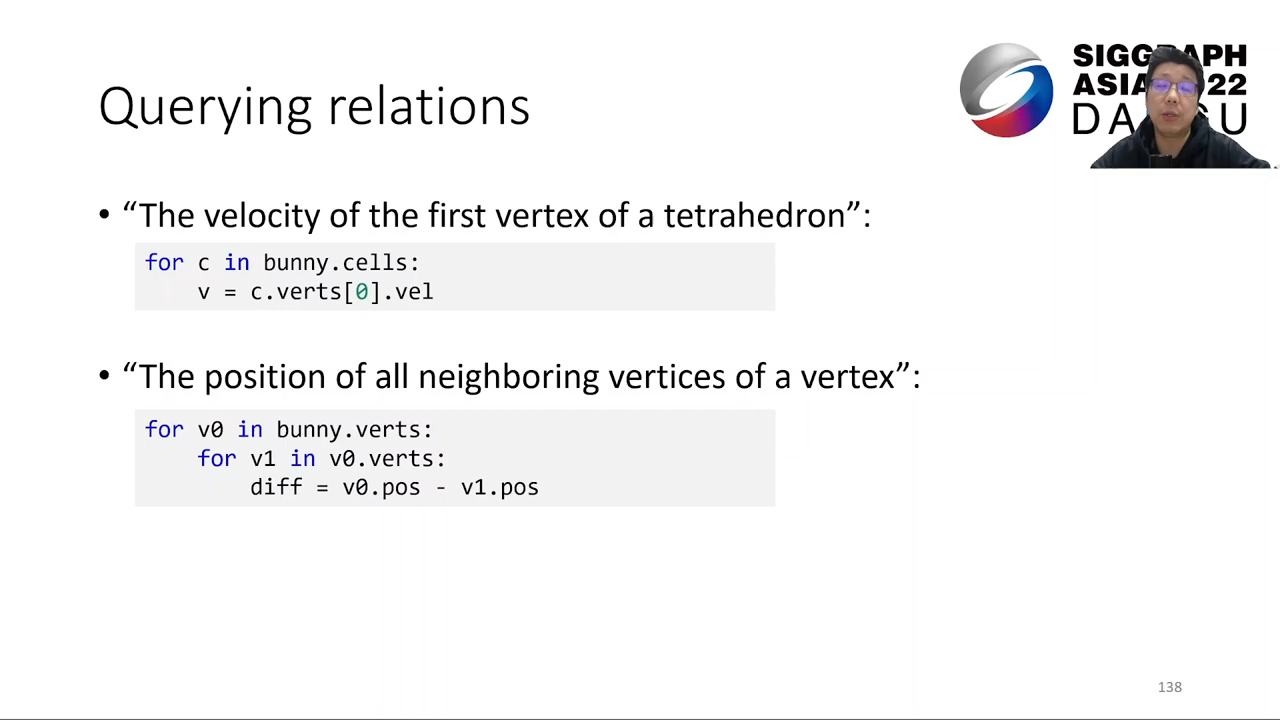 SIGGRAPH
ASIA 2022
Querying relations
• “The velocity of the first vertex of a tetrahedron”:
for c in bunny.cells:
    v = c.verts[0].vel
• “The position of all neighboring vertices of a vertex”:
for v0 in bunny.verts:
    for v1 in v0.verts:
        diff = v0.pos - v1.pos
138